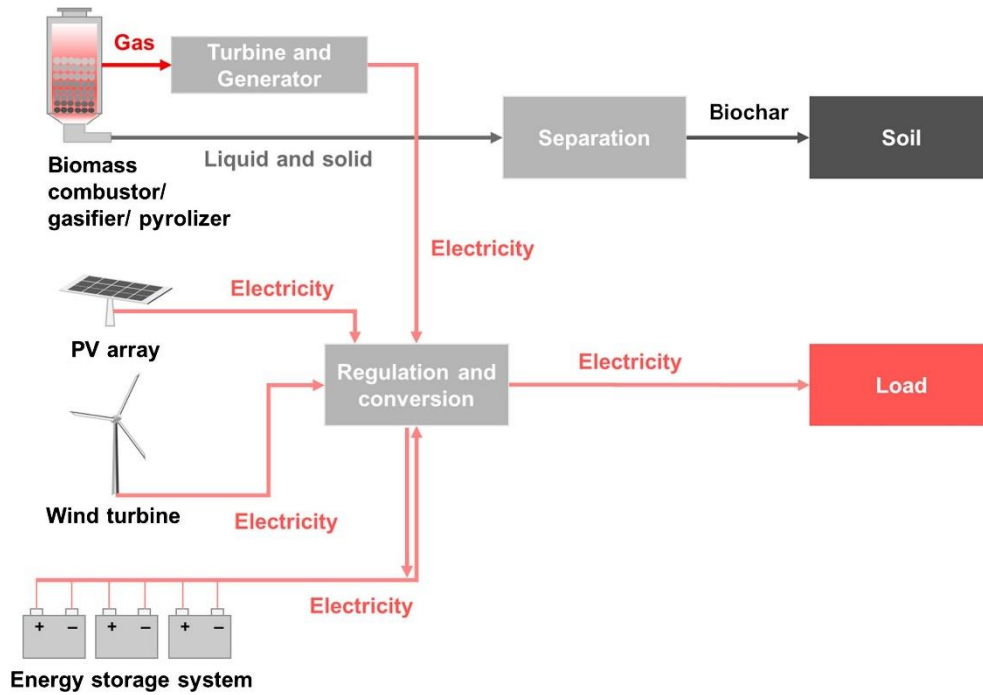 Gas
Turbine and
Generator
Biochar
Separation
Soil
Liquid and solid
Biomass
combustor/
gasifier/ pyrolizer
Electricity
Electricity
PV array
Regulation and
conversion
Electricity
Load
Wind turbine
Electricity
Electricity
+ – + – + –
Energy storage system